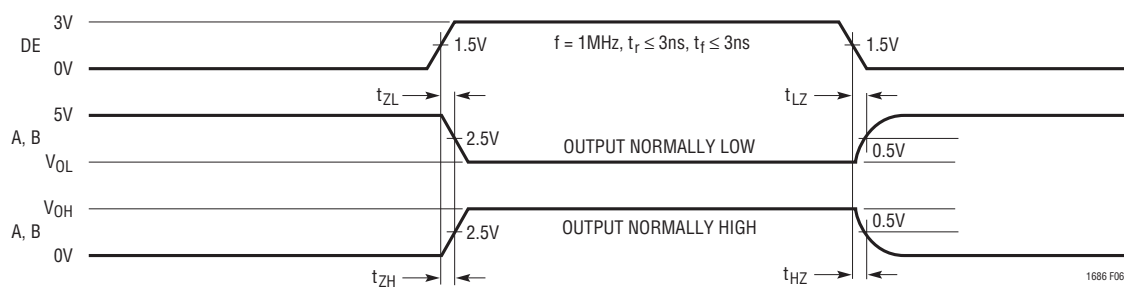 3V
DE
1.5V
f = 1MHz, tr ≤ 3ns, tf ≤ 3ns
1.5V
0V
tZL
tLZ
5V
A, B
2.5V
OUTPUT NORMALLY LOW
0.5V
VOL
VOH
A, B
2.5V
OUTPUT NORMALLY HIGH
0.5V
0V
tZH
tHZ
1686 F06